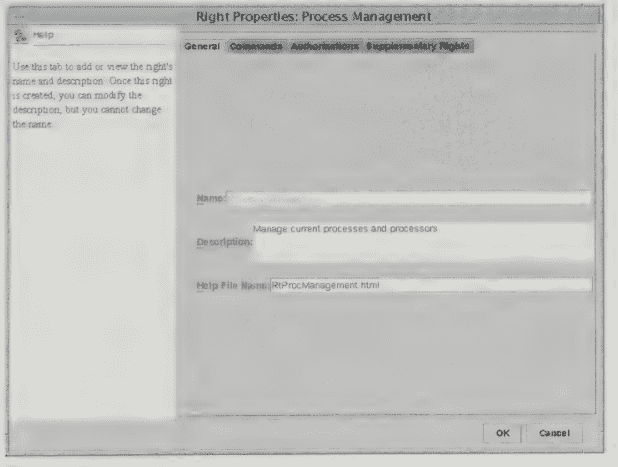 Right Properties: Process Management
Help
Use this tab to add or view the right's
name and description. Once this right
is created, you can modify the
description, but you cannot change
the name.
General Commands Authorizations Supplementary Rights
Name:
Description: Manage current processes and processors
Help File Name: RtProcManagement.html
OK Cancel